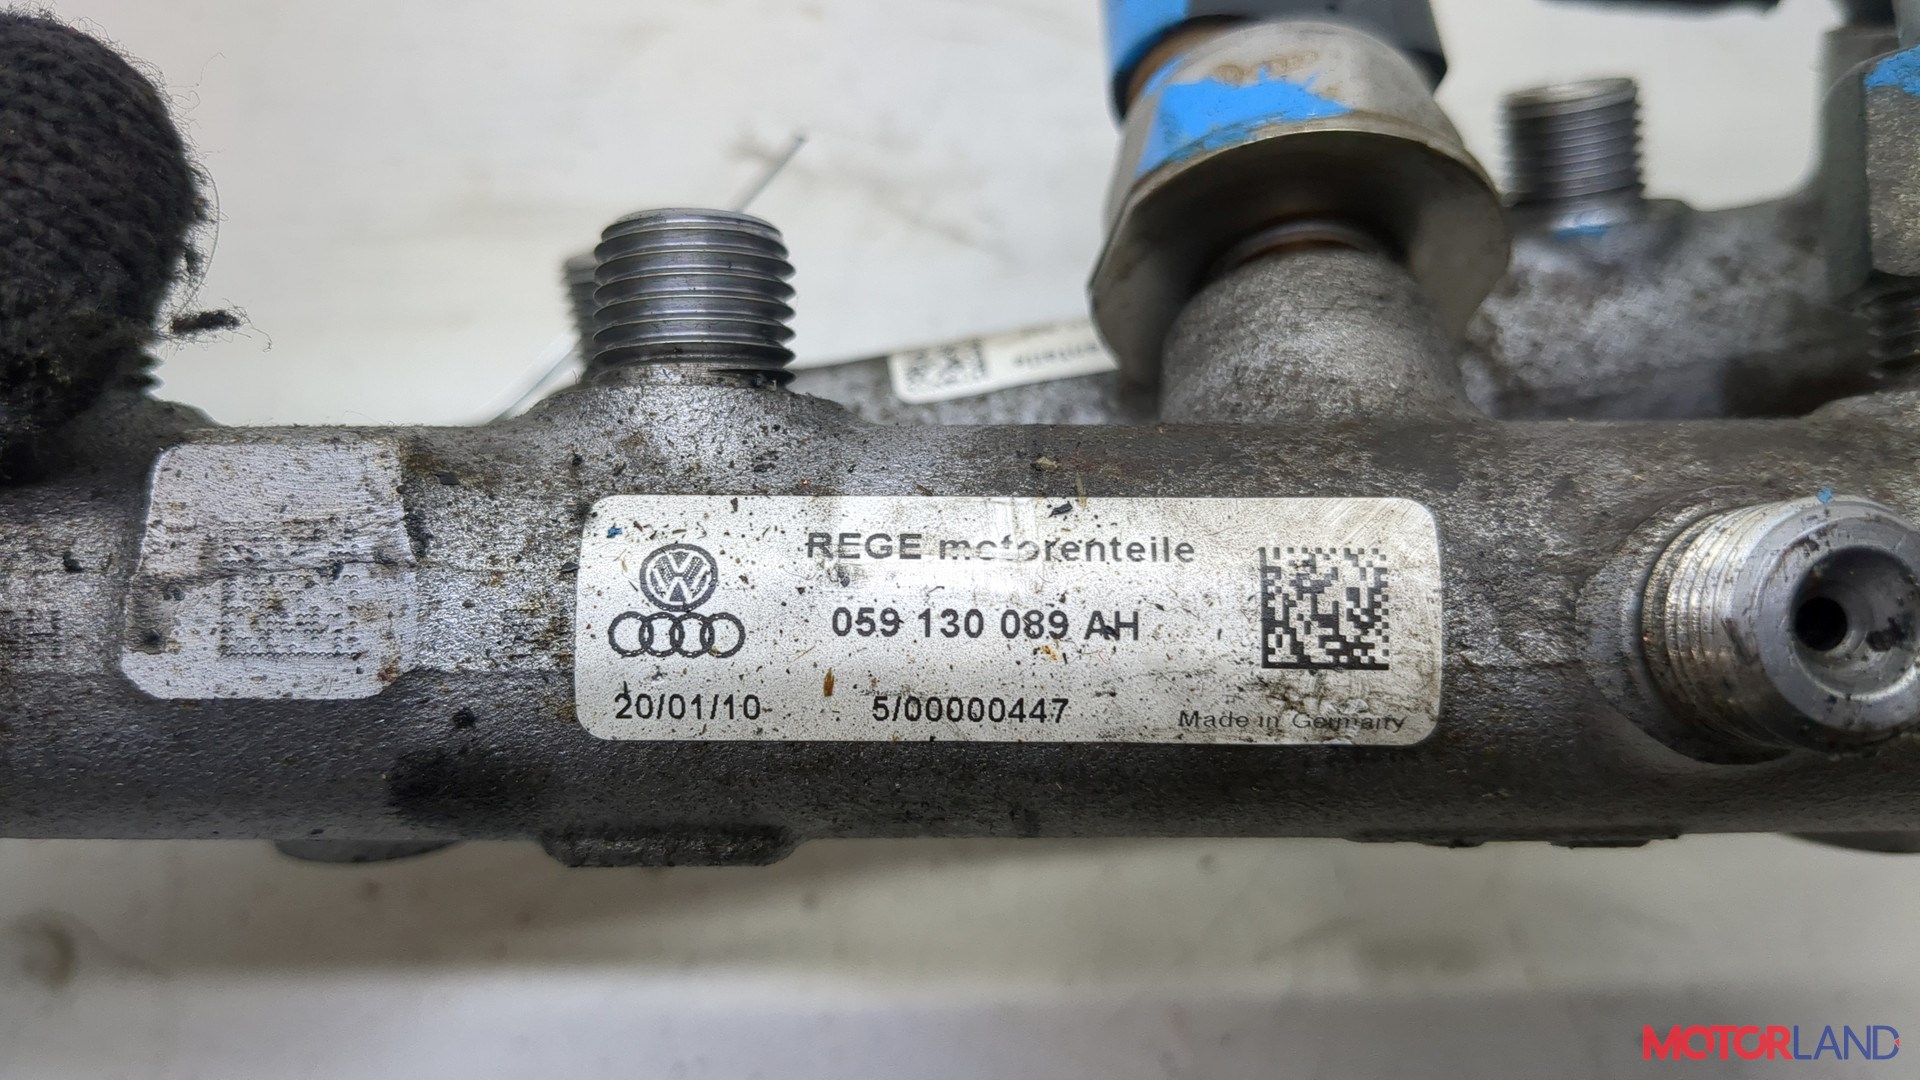 REGE motorenteile
059 130 089 AH
20/01/10 5/00000447
Made in Germany
MOTORLAND